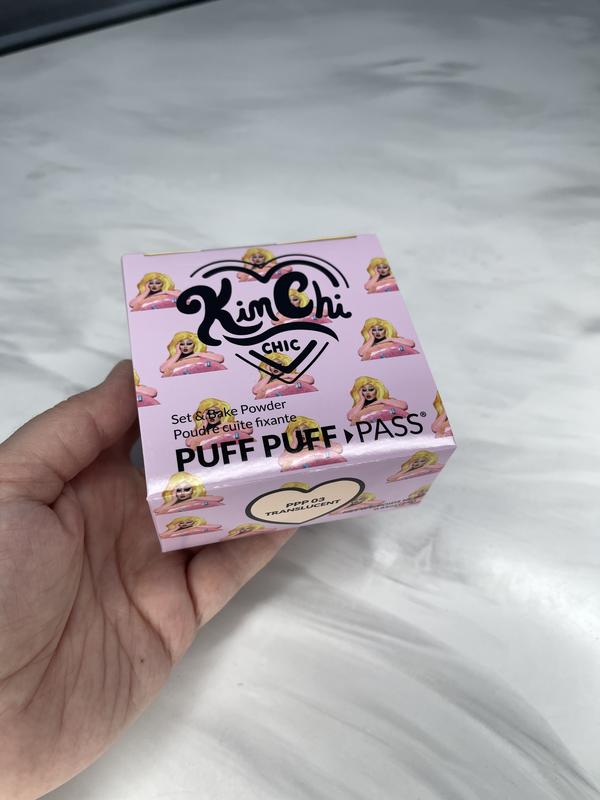 KimChi
CHIC
Set & Bake Powder
Poudre cuite fixante
PUFF PUFF PASS®
PPP 03
TRANSLUCENT